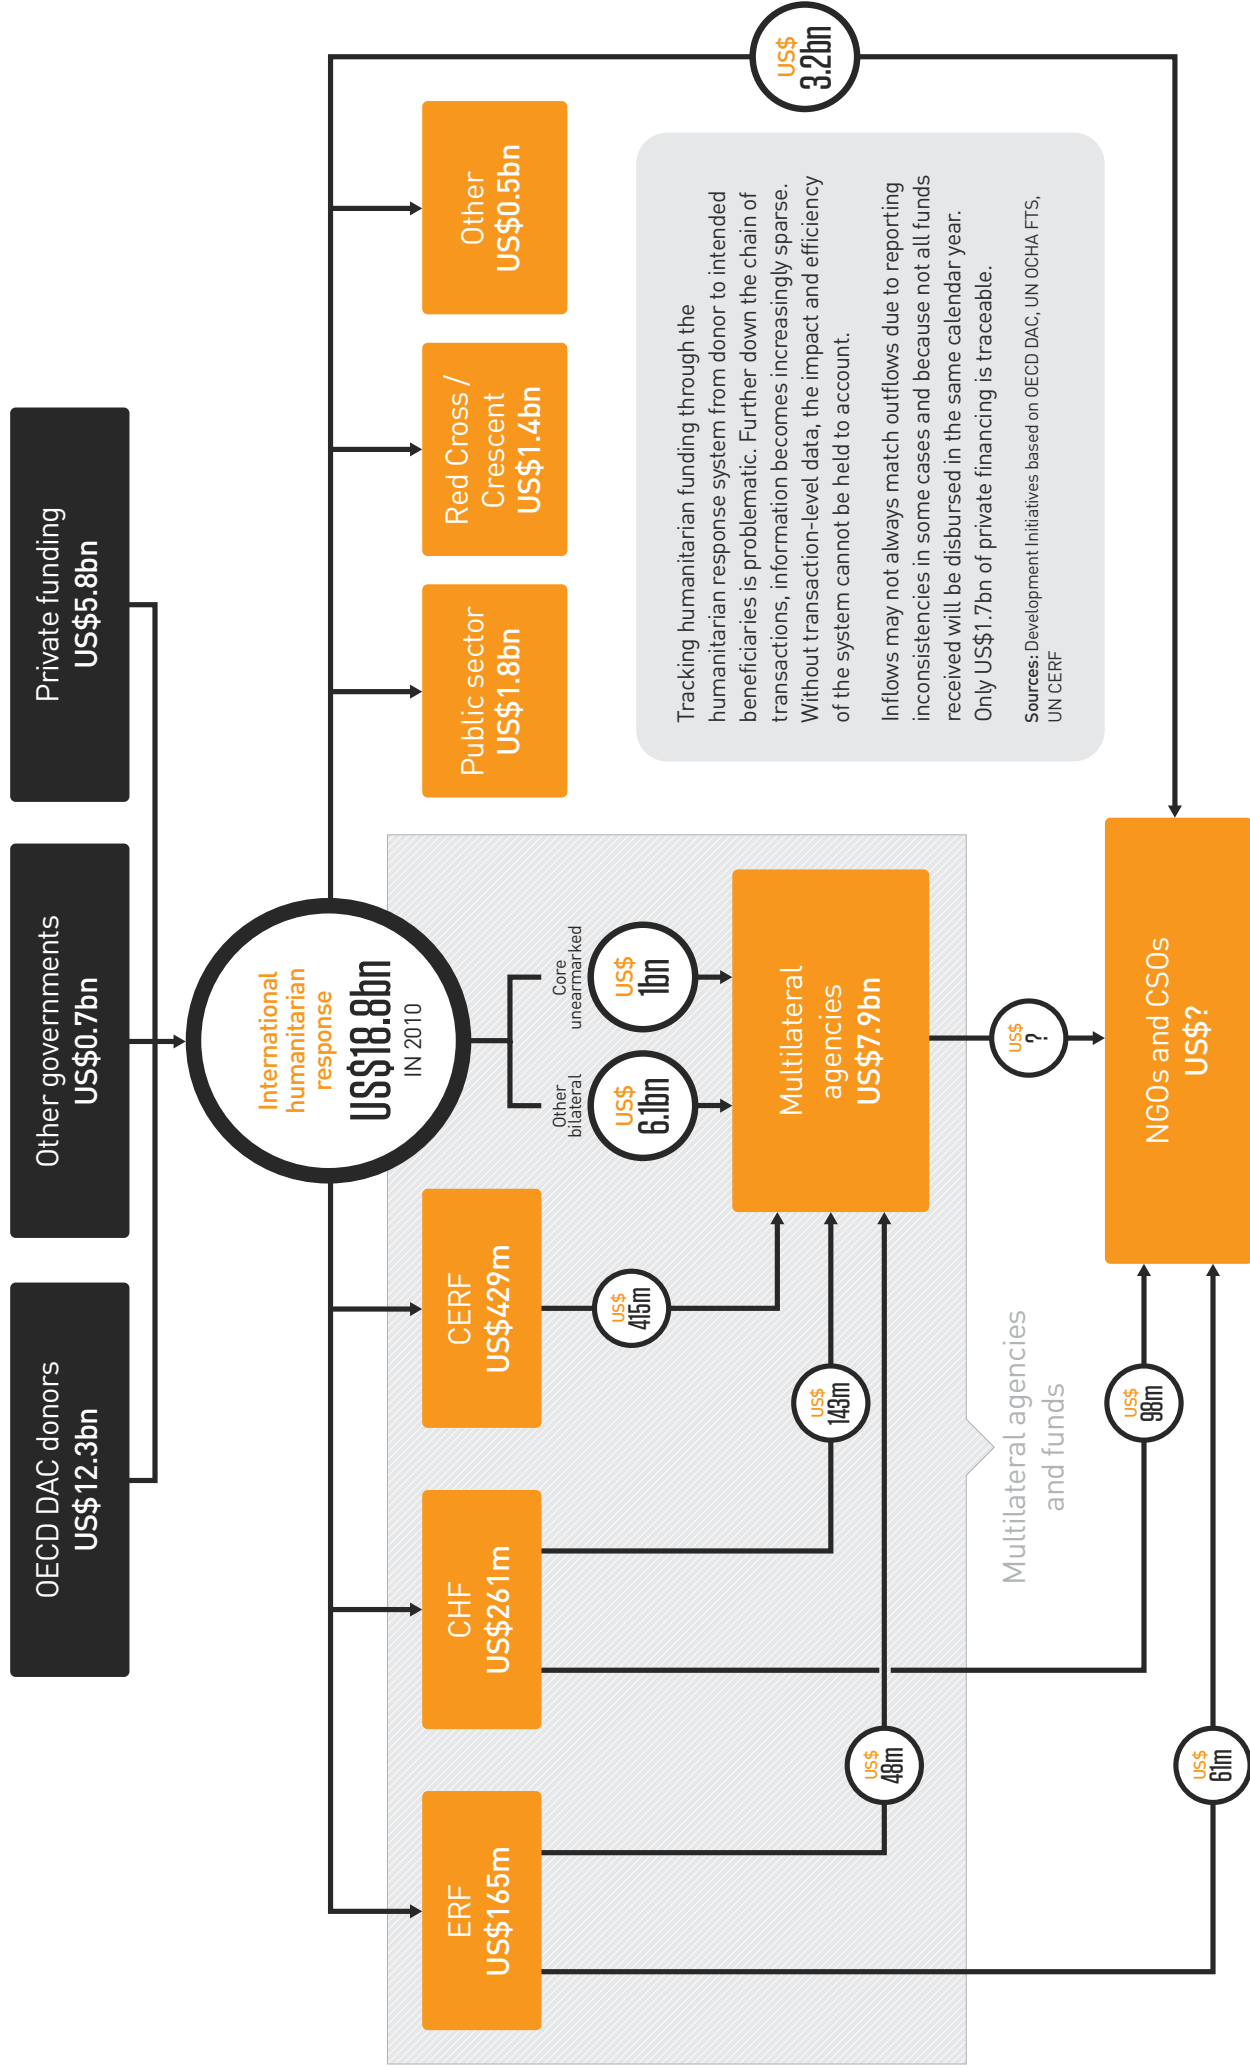 OECD DAC donors
US$12.3bn
Other governments
US$0.7bn
Private funding
US$5.8bn
International
humanitarian
response
US$18.8bn
IN 2010
ERF
US$165m
CHF
US$261m
CERF
US$429m
Public sector
US$1.8bn
Red Cross /
Crescent
US$1.4bn
Other
US$0.5bn
Other
bilateral
US$
6.1bn
Core
unearmarked
US$
1bn
US$
415m
US$
143m
US$
48m
Multilateral
agencies
US$7.9bn
US$
3.2bn
Tracking humanitarian funding through the
humanitarian response system from donor to intended
beneficiaries is problematic. Further down the chain of
transactions, information becomes increasingly sparse.
Without transaction-level data, the impact and efficiency
of the system cannot be held to account.
Inflows may not always match outflows due to reporting
inconsistencies in some cases and because not all funds
received will be disbursed in the same calendar year.
Only US$1.7bn of private financing is traceable.
Sources: Development Initiatives based on OECD DAC, UN OCHA FTS,
UN CERF
Multilateral agencies
and funds
US$
?
US$
98m
US$
61m
NGOs and CSOs
US$?